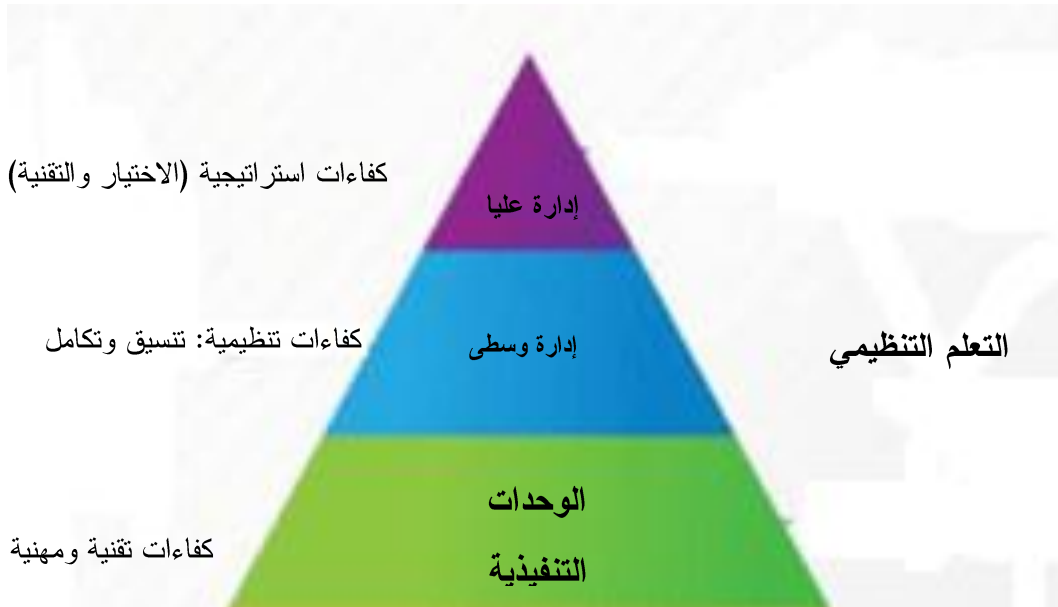 كفاءات استراتيجية (الاختيار والتقنية)
إدارة عليا
التعلم التنظيمي
إدارة وسطى
كفاءات تنظيمية: تنسيق وتكامل
الوحدات
التنفيذية
كفاءات تقنية ومهنية